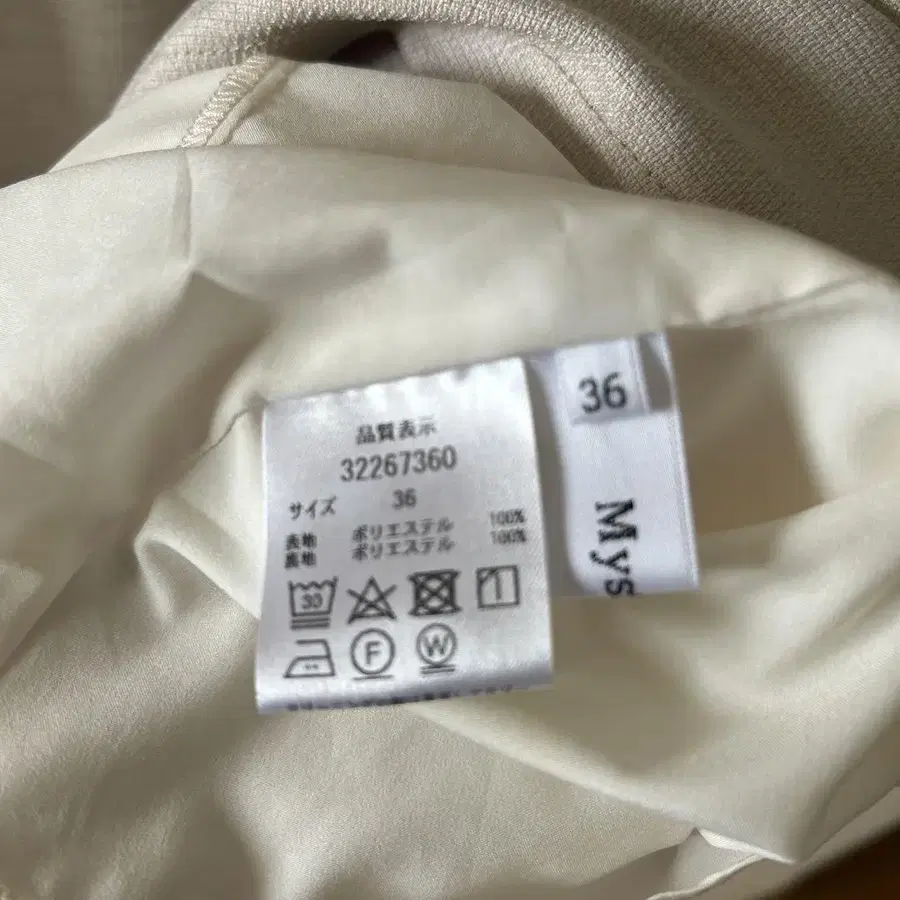 品質表示
32267360
サイズ 36
表地 ポリエステル 100%
裏地 ポリエステル 100%
30
F
W
36
Mys